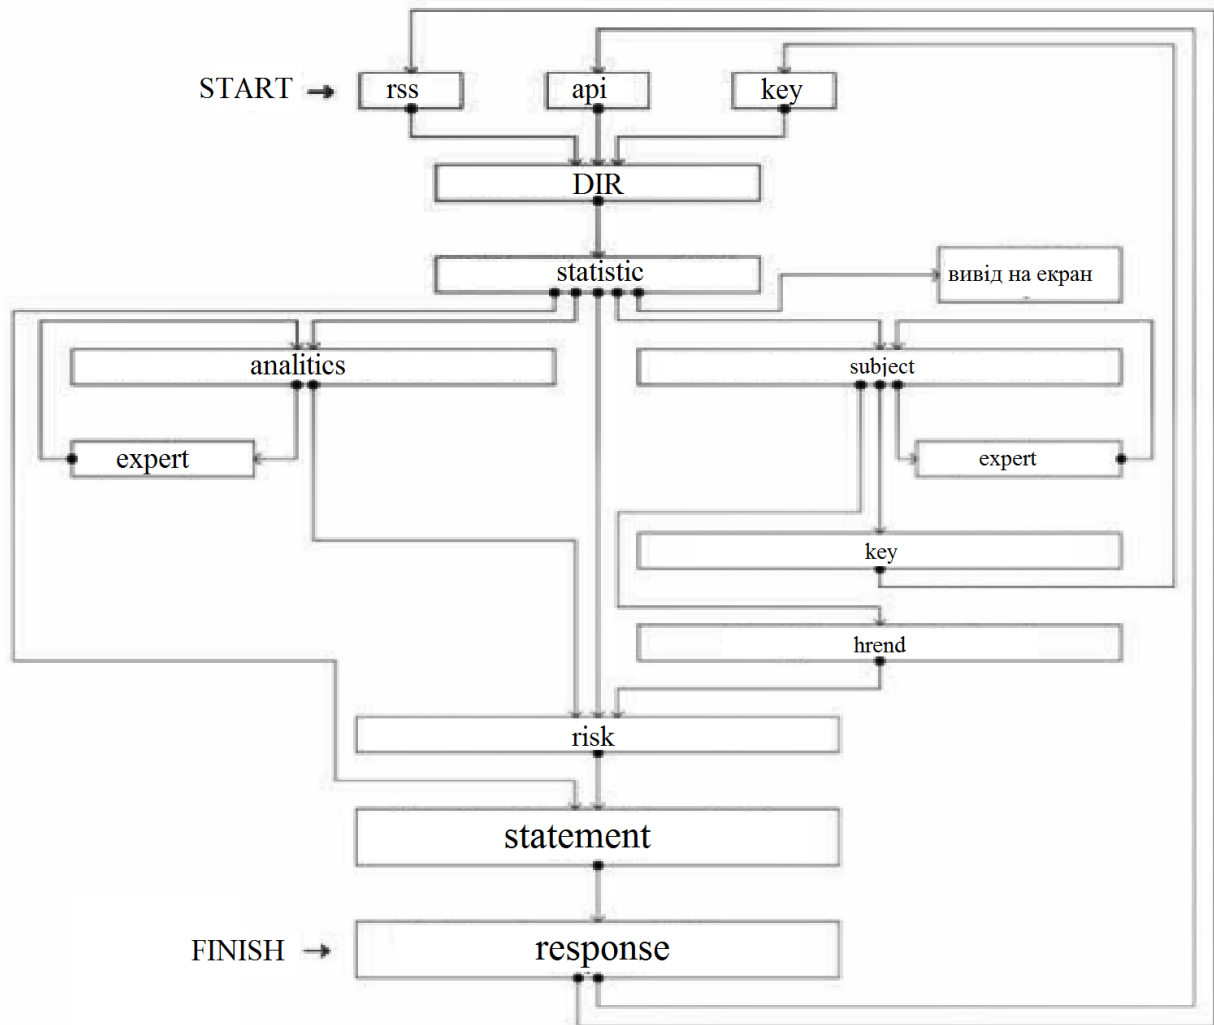 START
rss
api
key
DIR
statistic
вивід на екран
analitics
subject
expert
expert
key
hrend
risk
statement
FINISH
response